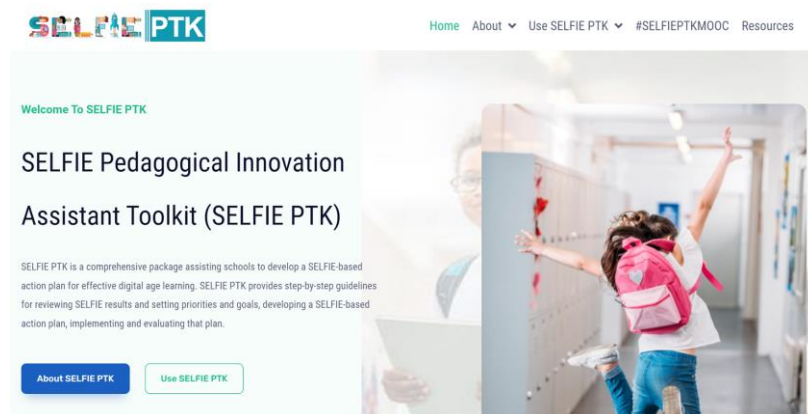 SELFIE PTK
Home About Use SELFIE PTK #SELFIEPTKMOOC Resources
Welcome To SELFIE PTK
SELFIE Pedagogical Innovation
Assistant Toolkit (SELFIE PTK)
SELFIE PTK is a comprehensive package assisting schools to develop a SELFIE-based
action plan for effective digital age learning. SELFIE PTK provides step-by-step guidelines
for reviewing SELFIE results and setting priorities and goals, developing a SELFIE-based
action plan, implementing and evaluating that plan.
About SELFIE PTK Use SELFIE PTK